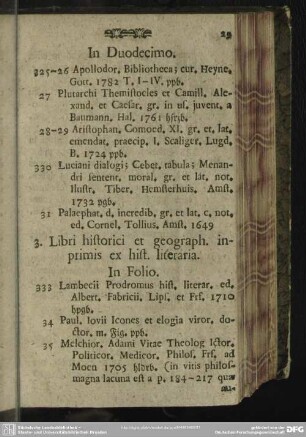 25
In Duodecimo.
325-26 Apollodor. Bibliotheca; cur. Heyne.
Gott. 1782 T. I-IV. ppb.
27 Plutarchi Themistocles et Camill. Ale-
xand. et Caesar. gr. in us. juvent. a
Baumann. Hal. 1761 hfrzb.
28-29 Aristophan. Comoed. XI. gr. et. lat.
emendat. praecip. I. Scaliger. Lugd.
B. 1724 ppb.
330 Luciani dialogi; Cebet. tabula; Menan-
dri sentent. moral. gr. et lat. not.
Ilustr. Tiber. Hemsterhuis. Amst.
1732 pgb.
31 Palaephat. d. incredib. gr. et lat. c. not.
ed. Cornel. Tollius. Amst. 1649
3. Libri historici et geograph. in-
primis ex hist. literaria.
In Folio.
333 Lambecii Prodromus hist. literar. ed.
Albert. Fabricii. Lips. et Frf. 1710
hpgb.
34 Paul. Iovii Icones et elogia viror. do-
ctor. m. Fig. ppb.
35 Melchior. Adami Vitae Theolog Ictor.
Politicor. Medicor. Philos. Frf. ad
Moen 1705 hldrb. (in vitis philos-
magna lacuna est a p. 184-217 quae